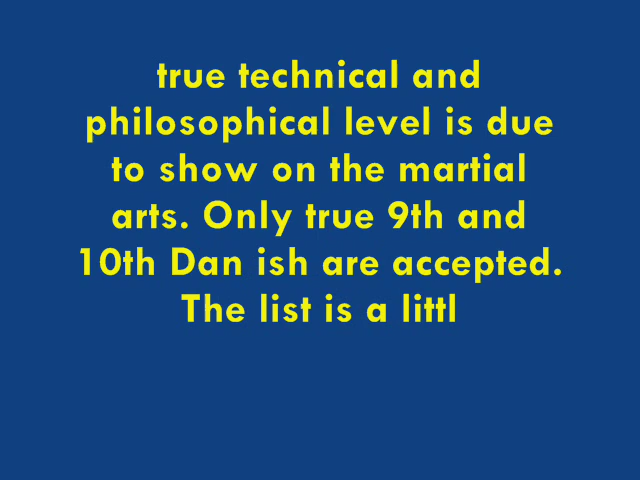 true technical and
philosophical level is due
to show on the martial
arts. Only true 9th and
10th Dan ish are accepted.
The list is a littl